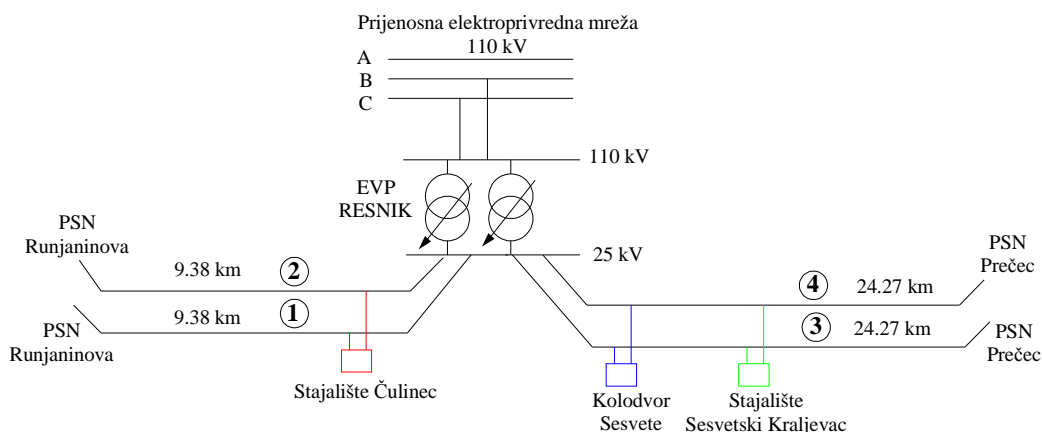 Prijenosna elektroprivredna mreža
110 kV
A
B
C
110 kV
EVP
RESNIK
25 kV
PSN
Runjaninova
9.38 km
2
9.38 km
1
PSN
Runjaninova
Stajalište Čulinec
PSN
Prečec
4
24.27 km
3
24.27 km
PSN
Prečec
Kolodvor
Sesvete
Stajalište
Sesvetski Kraljevac